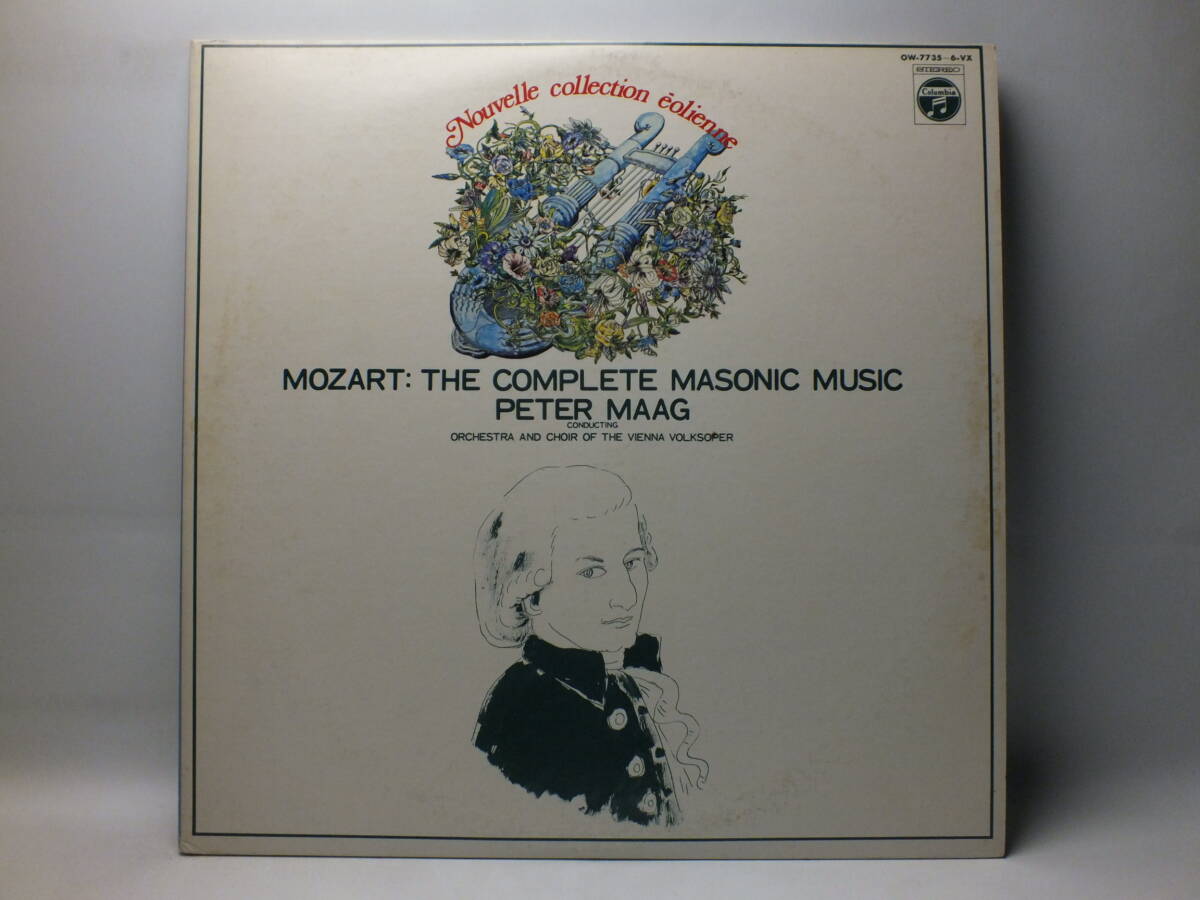 OW-7735~6-VX
STEREO
Columbia
Nouvelle collection éolienne
MOZART: THE COMPLETE MASONIC MUSIC
PETER MAAG
CONDUCTING
ORCHESTRA AND CHOIR OF THE VIENNA VOLKSOPER